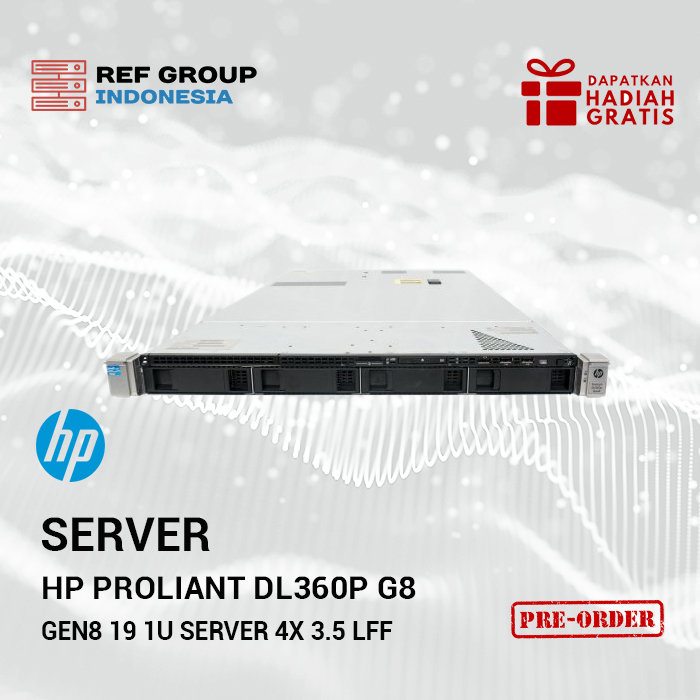 REF GROUP
INDONESIA
DAPATKAN
HADIAH
GRATIS
hp
SERVER
HP PROLIANT DL360P G8
GEN8 19 1U SERVER 4X 3.5 LFF
PRE-ORDER